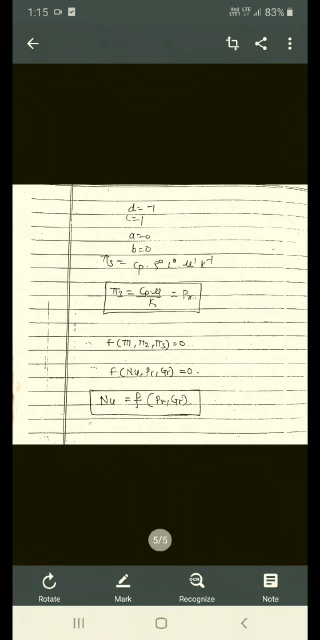 1:15 83%
d = -1
c = 1
a = 0
b = 0
π3 = Cp · ρ⁰ L⁰ μ¹ k⁻¹
π3 = Cp·μ / K = Pr.
f(π1, π2, π3) = 0
f(Nu, Pr, Gr) = 0.
Nu = f (Pr, Gr).
5/5
Rotate Mark Recognize Note